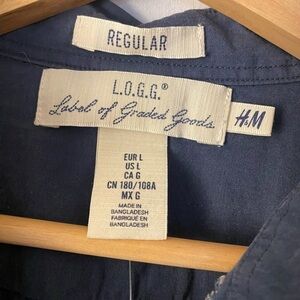 REGULAR
L.O.G.G.®
Label of Graded Goods
H&M
EUR L
US L
CA G
CN 180/108A
MX G
MADE IN
BANGLADESH
FABRIQUÉ EN
BANGLADESH